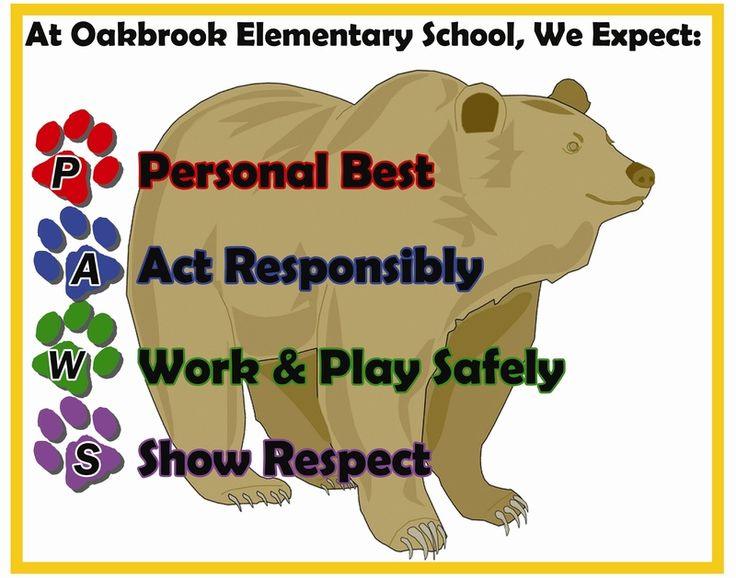 At Oakbrook Elementary School, We Expect:
P Personal Best
A Act Responsibly
W Work & Play Safely
S Show Respect